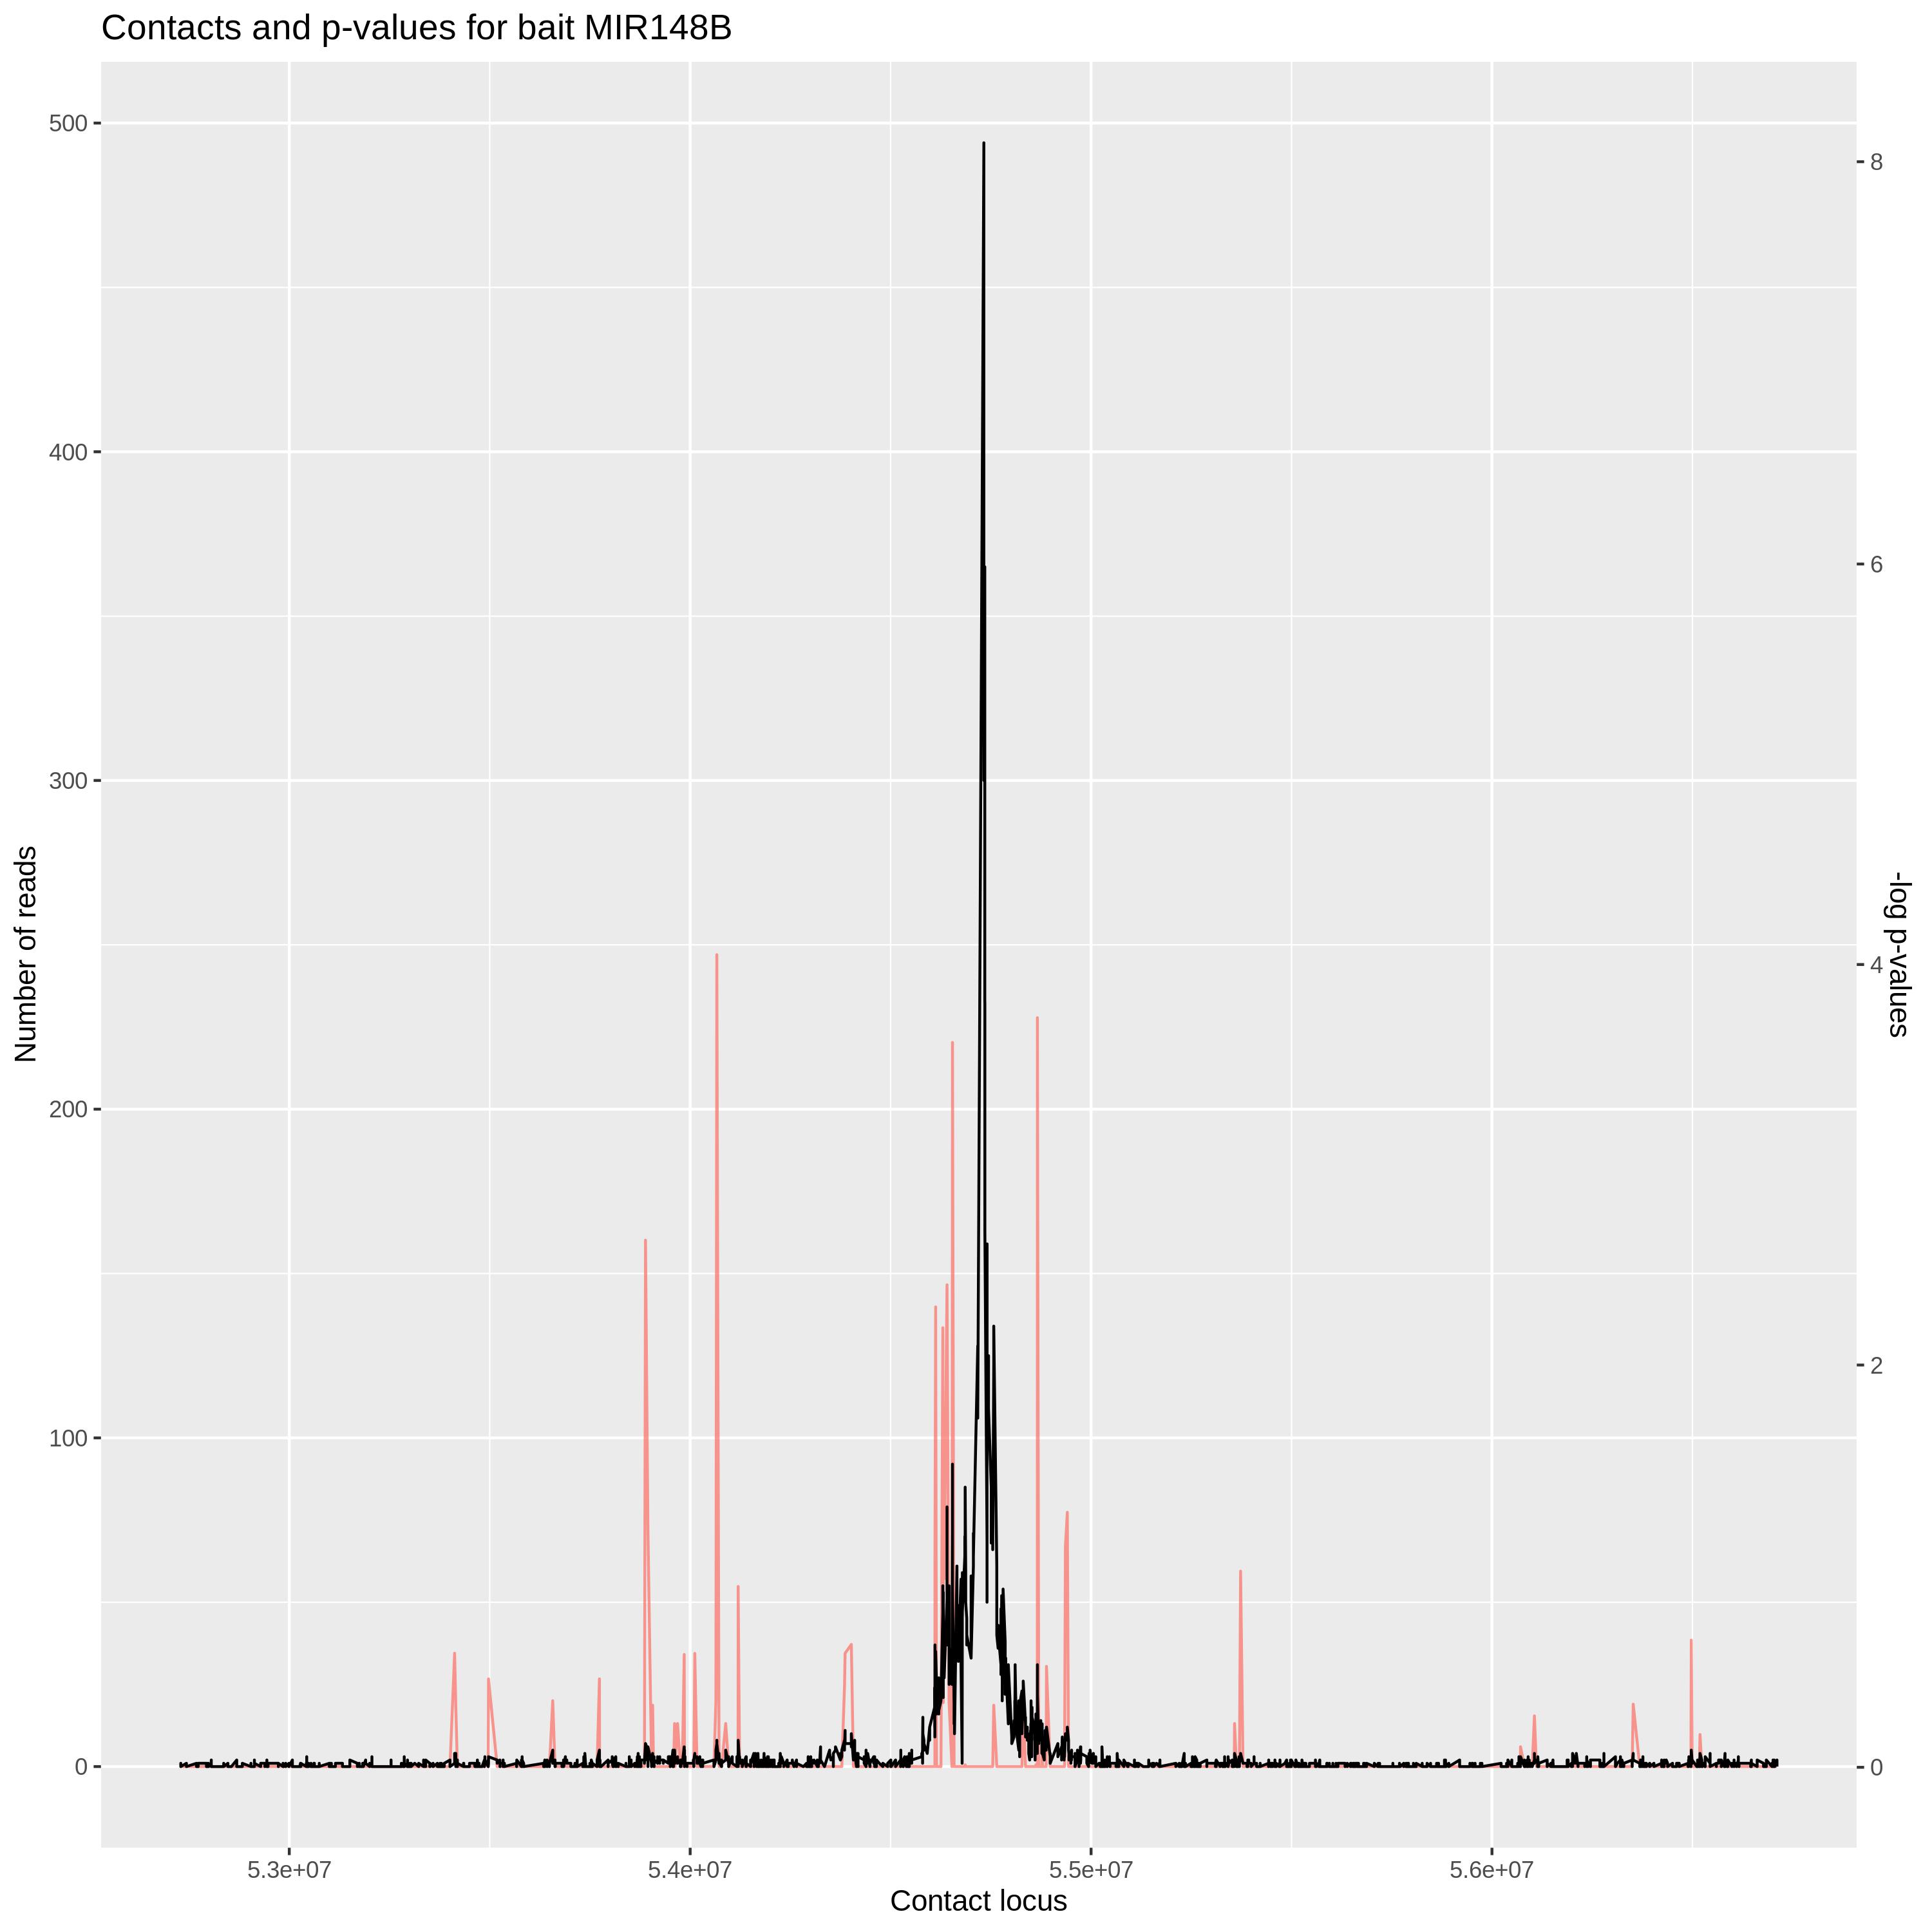 Contacts and p-values for bait MIR148B
500
400
300
200
100
0
Number of reads
8
6
4
2
0
-log p-values
5.3e+07
5.4e+07
5.5e+07
5.6e+07
Contact locus